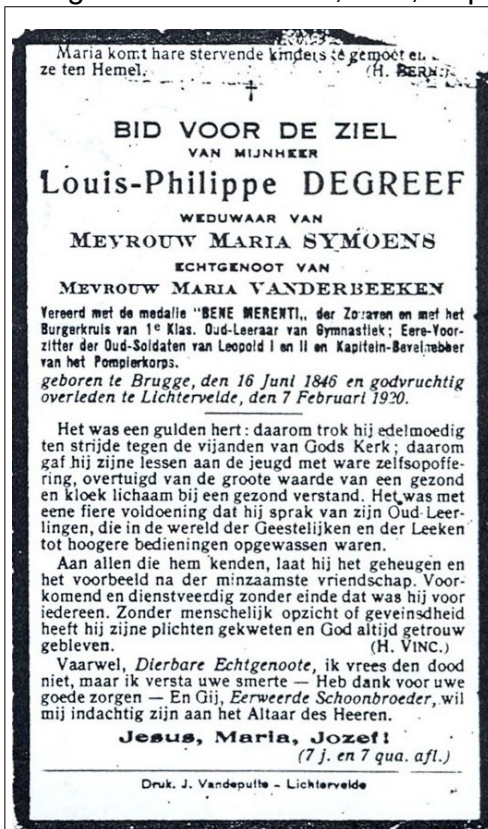 Maria komt hare stervende kinders te gemoet en
ze ten Hemel. (H. BERN.)
BID VOOR DE ZIEL
VAN MIJNHEER
Louis-Philippe DEGREEF
WEDUWAAR VAN
MEVROUW MARIA SYMOENS
ECHTGENOOT VAN
MEVROUW MARIA VANDERBEEKEN
Vereerd met de medalie "BENE MERENTI,, der Zouaven en met het
Burgerkruis van 1e Klas. Oud-Leeraar van Gymnastiek; Eere-Voor-
zitter der Oud-Soldaten van Leopold I en II en Kapitein-Bevelhebber
van het Pompierkorps.
geboren te Brugge, den 16 Juni 1846 en godvruchtig
overleden te Lichtervelde, den 7 Februari 1920.
Het was een gulden hert : daarom trok hij edelmoedig
ten strijde tegen de vijanden van Gods Kerk ; daarom
gaf hij zijne lessen aan de jeugd met ware zelfsopoffe-
ring, overtuigd van de groote waarde van een gezond
en kloek lichaam bij een gezond verstand. Het was met
eene fiere voldoening dat hij sprak van zijn Oud-Leer-
lingen, die in de wereld der Geestelijken en der Leeken
tot hoogere bedieningen opgewassen waren.
Aan allen die hem kenden, laat hij het geheugen en
het voorbeeld na der minzaamste vriendschap. Voor-
komend en dienstveerdig zonder einde dat was hij voor
iedereen. Zonder menschelijk opzicht of geveinsdheid
heeft hij zijne plichten gekweten en God altijd getrouw
gebleven. (H. VINC.)
Vaarwel, Dierbare Echtgenoote, ik vrees den dood
niet, maar ik versta uwe smerte — Heb dank voor uwe
goede zorgen — En Gij, Eerweerde Schoonbroeder, wil
mij indachtig zijn aan het Altaar des Heeren.
Jesus, Maria, Jozef!
(7 j. en 7 qua. afl.)
Druk. J. Vandeputte - Lichtervelde